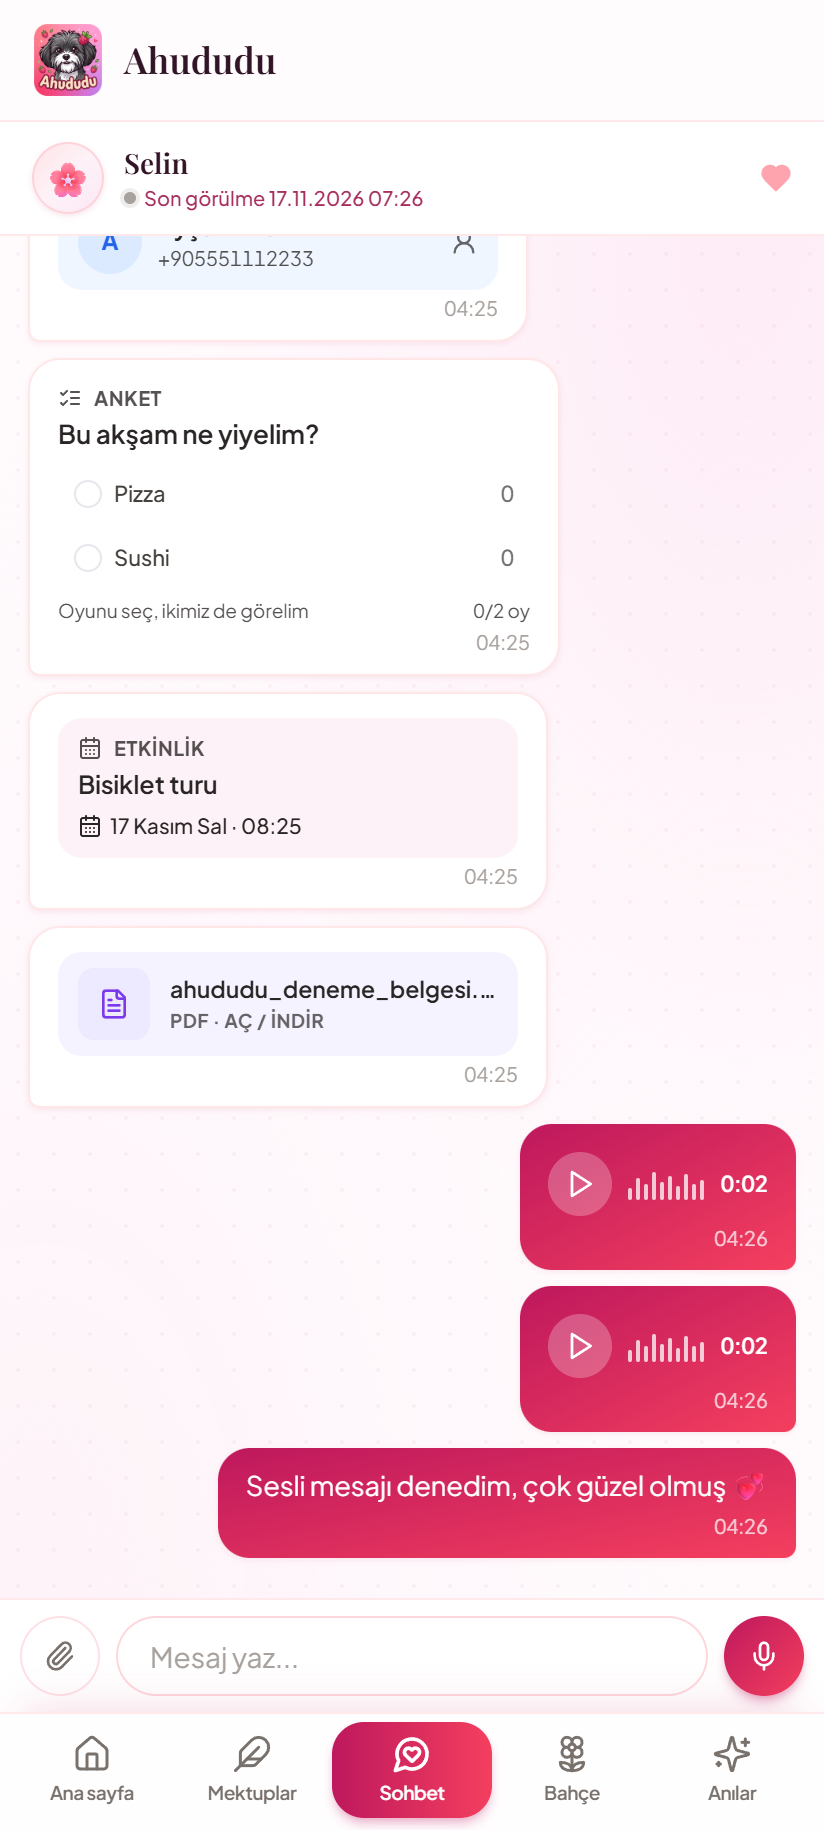 Ahududu
Ahududu
Selin
Son görülme 17.11.2026 07:26
A
+905551112233
04:25
ANKET
Bu akşam ne yiyelim?
Pizza 0
Sushi 0
Oyunu seç, ikimiz de görelim 0/2 oy
04:25
ETKİNLİK
Bisiklet turu
17 Kasım Sal · 08:25
04:25
ahududu_deneme_belgesi.…
PDF · AÇ / İNDİR
04:25
0:02
04:26
0:02
04:26
Sesli mesajı denedim, çok güzel olmuş 💞
04:26
Mesaj yaz...
Ana sayfa Mektuplar Sohbet Bahçe Anılar